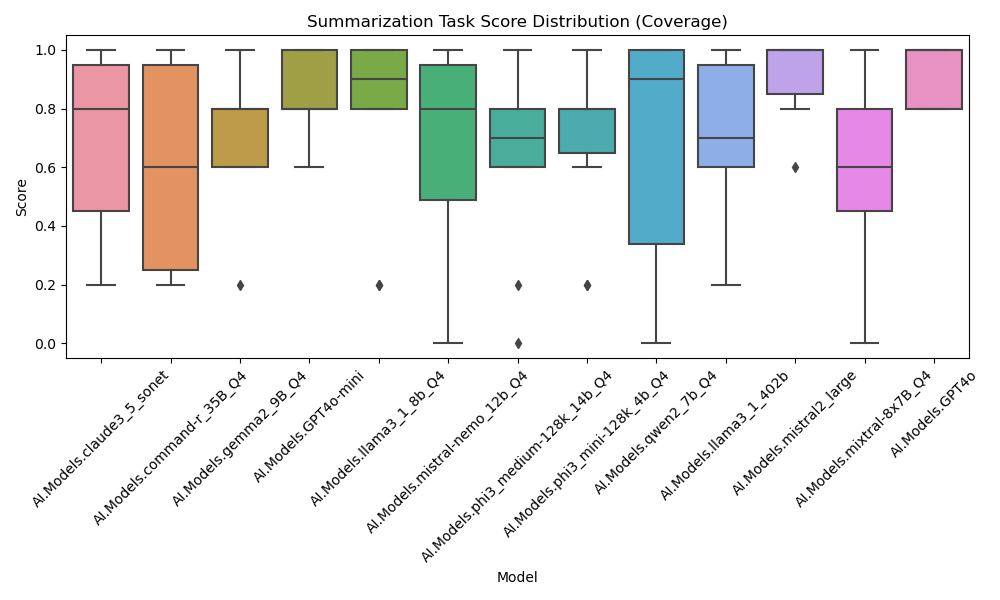 Summarization Task Score Distribution (Coverage)
Score
1.0
0.8
0.6
0.4
0.2
0.0
AI.Models.claude3_5_sonet
AI.Models.command-r_35B_Q4
AI.Models.gemma2_9B_Q4
AI.Models.GPT4o-mini
AI.Models.llama3_1_8b_Q4
AI.Models.mistral-nemo_12b_Q4
AI.Models.phi3_medium-128k_14b_Q4
AI.Models.phi3_mini-128k_4b_Q4
AI.Models.qwen2_7b_Q4
AI.Models.llama3_1_402b
AI.Models.mistral2_large
AI.Models.mixtral-8x7B_Q4
AI.Models.GPT4o
Model